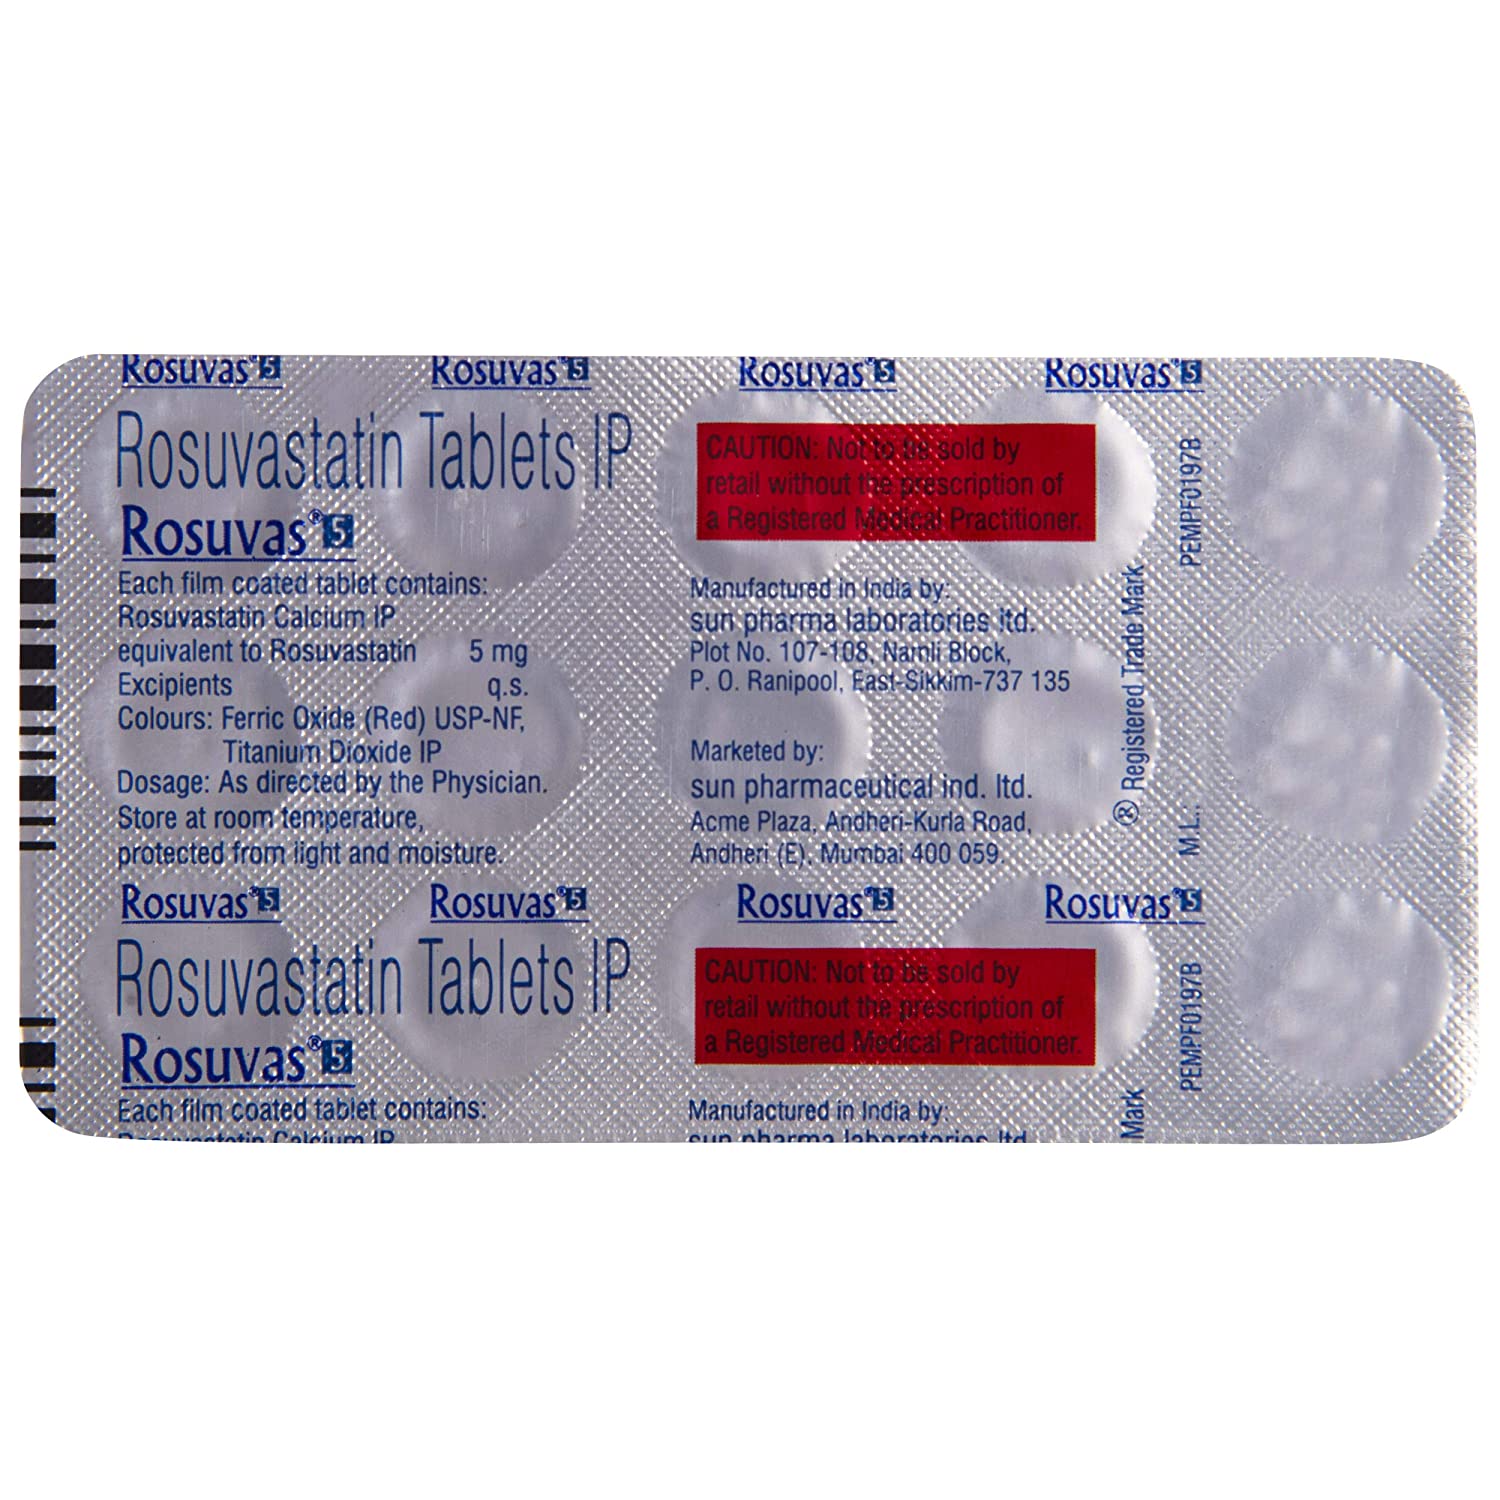 Rosuvas®5 Rosuvas®5 Rosuvas®5 Rosuvas®5
Rosuvastatin Tablets IP
Rosuvas®5
Each film coated tablet contains:
Rosuvastatin Calcium IP
equivalent to Rosuvastatin 5 mg
Excipients q.s.
Colours: Ferric Oxide (Red) USP-NF,
Titanium Dioxide IP
Dosage: As directed by the Physician.
Store at room temperature,
protected from light and moisture.
CAUTION: Not to be sold by
retail without the prescription of
a Registered Medical Practitioner.
Manufactured in India by:
sun pharma laboratories ltd.
Plot No. 107-108, Namli Block,
P. O. Ranipool, East-Sikkim-737 135
Marketed by:
sun pharmaceutical ind. ltd.
Acme Plaza, Andheri-Kurla Road,
Andheri (E), Mumbai 400 059.
® Registered Trade Mark
PEMPF0197B
M.L.:
Rosuvas®5 Rosuvas®5 Rosuvas®5 Rosuvas®5
Rosuvastatin Tablets IP
Rosuvas®5
Each film coated tablet contains:
Rosuvastatin Calcium IP
CAUTION: Not to be sold by
retail without the prescription of
a Registered Medical Practitioner.
Manufactured in India by:
sun pharma laboratories ltd.
Mark
PEMPF0197B